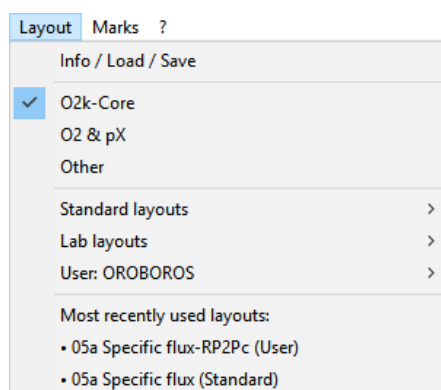 Layout Marks ?
Info / Load / Save
O2k-Core
O2 & pX
Other
Standard layouts
Lab layouts
User: OROBOROS
Most recently used layouts:
• 05a Specific flux-RP2Pc (User)
• 05a Specific flux (Standard)